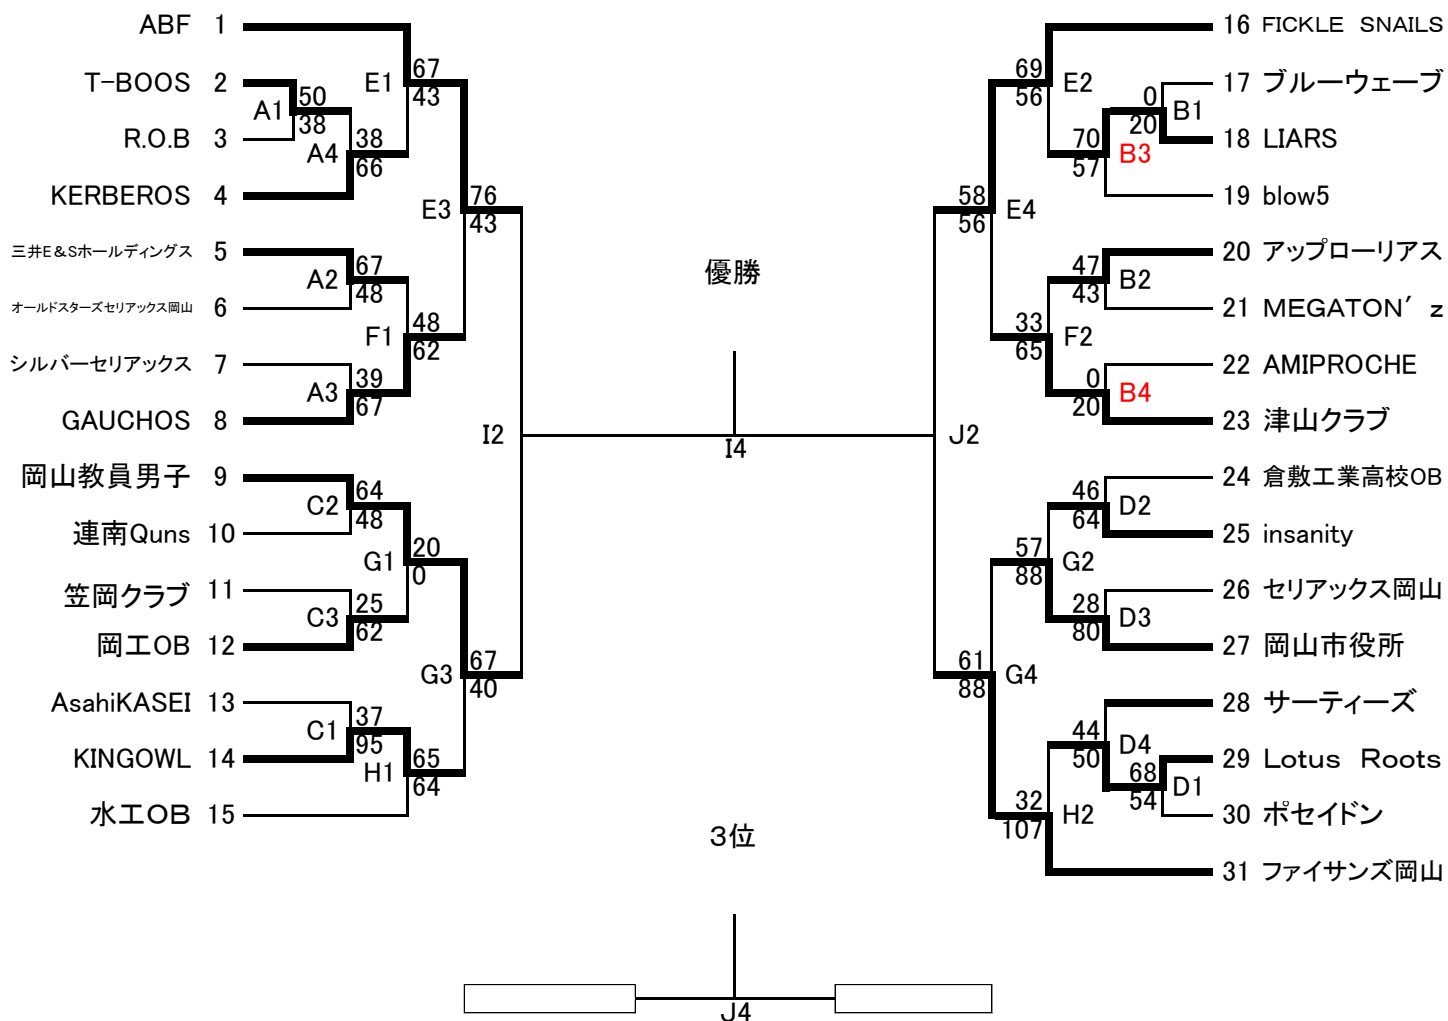 ABF 1
T-BOOS 2
R.O.B 3
KERBEROS 4
三井E&Sホールディングス 5
オールドスターズセリアックス岡山 6
シルバーセリアックス 7
GAUCHOS 8
岡山教員男子 9
連南Quns 10
笠岡クラブ 11
岡工OB 12
AsahiKASEI 13
KINGOWL 14
水工OB 15
A1 50 38
A4 38 66
E1 67 43
A2 67 48
A3 39 67
F1 48 62
E3 76 43
C2 64 48
C3 25 62
G1 20 0
C1 37 95
H1 65 64
G3 67 40
I2
優勝
I4
3位
J4
J2
69 56 E2
0 20 B1
70 57 B3
58 56 E4
47 43 B2
33 65 F2
0 20 B4
46 64 D2
57 88 G2
28 80 D3
61 88 G4
44 50 D4
68 54 D1
32 107 H2
16 FICKLE SNAILS
17 ブルーウェーブ
18 LIARS
19 blow5
20 アップローリアス
21 MEGATON' z
22 AMIPROCHE
23 津山クラブ
24 倉敷工業高校OB
25 insanity
26 セリアックス岡山
27 岡山市役所
28 サーティーズ
29 Lotus Roots
30 ポセイドン
31 ファイサンズ岡山